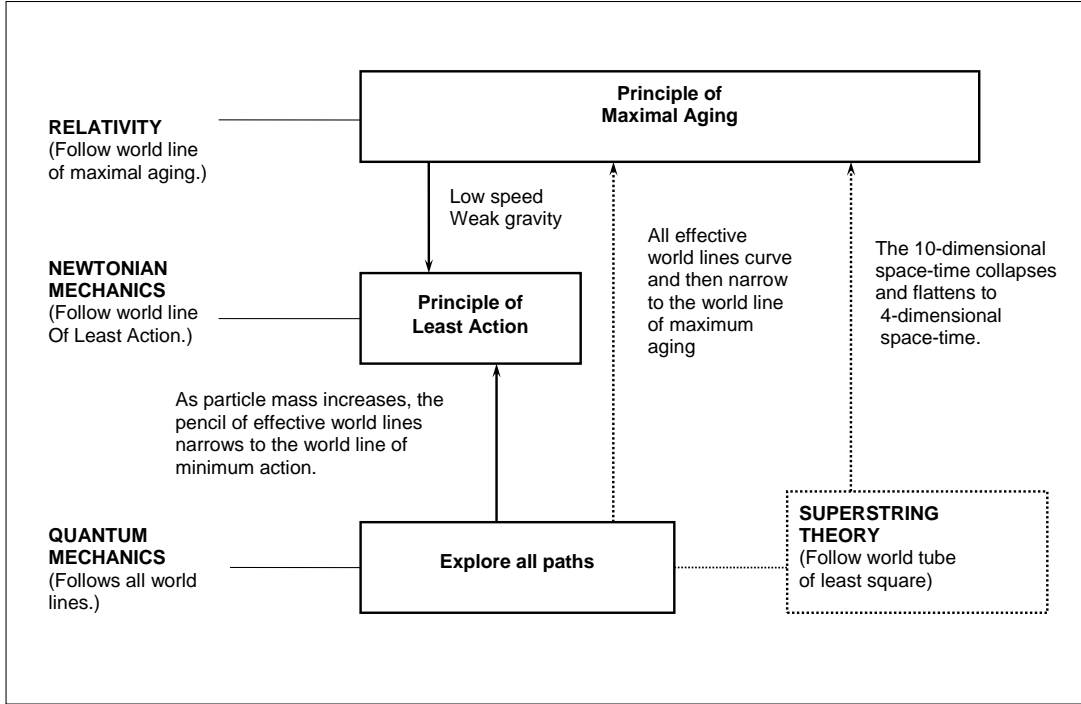 Principle of
Maximal Aging
RELATIVITY
(Follow world line
of maximal aging.)
Low speed
Weak gravity
All effective
world lines curve
and then narrow
to the world line
of maximum
aging
The 10-dimensional
space-time collapses
and flattens to
4-dimensional
space-time.
NEWTONIAN
MECHANICS
(Follow world line
Of Least Action.)
Principle of
Least Action
As particle mass increases, the
pencil of effective world lines
narrows to the world line of
minimum action.
QUANTUM
MECHANICS
(Follows all world
lines.)
Explore all paths
SUPERSTRING
THEORY
(Follow world tube
of least square)